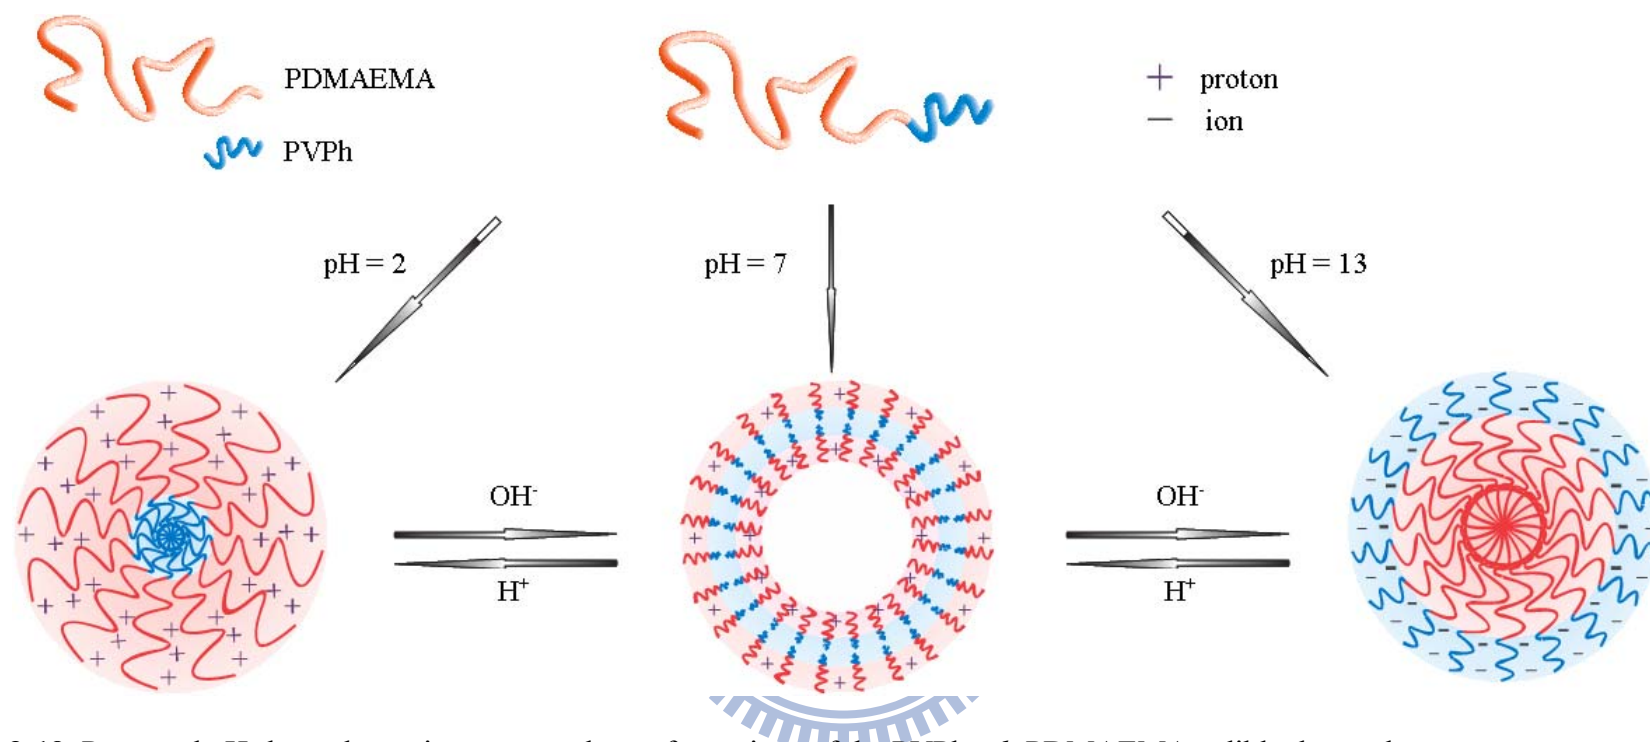 PDMAEMA
PVPh
+ proton
− ion
pH = 2
pH = 7
pH = 13
OH⁻
H⁺
OH⁻
H⁺